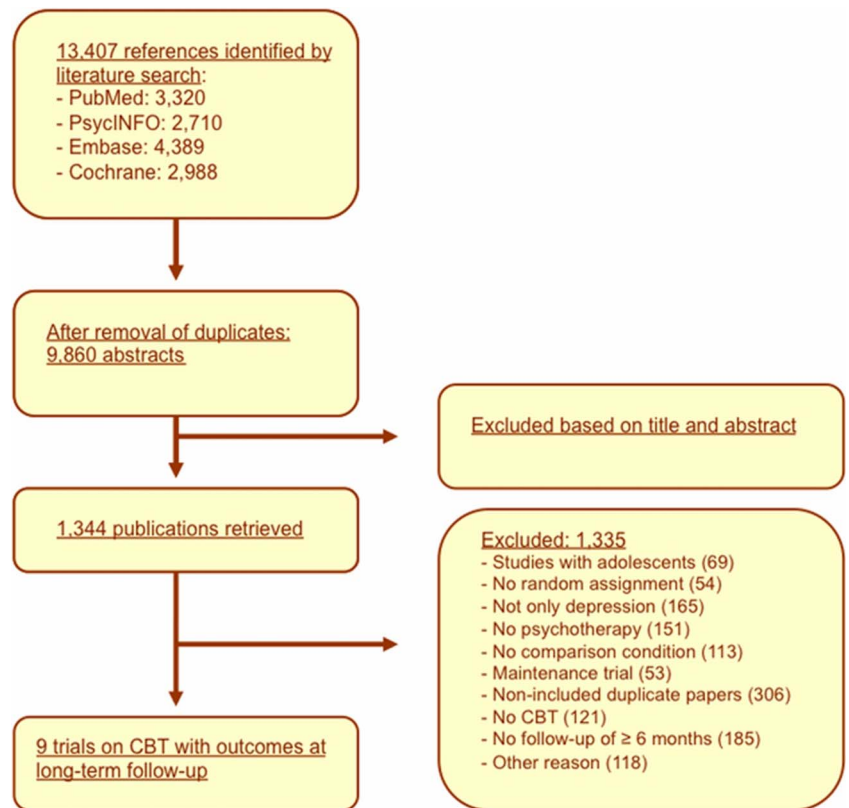 13,407 references identified by
literature search:
- PubMed: 3,320
- PsycINFO: 2,710
- Embase: 4,389
- Cochrane: 2,988
After removal of duplicates:
9,860 abstracts
Excluded based on title and abstract
1,344 publications retrieved
Excluded: 1,335
- Studies with adolescents (69)
- No random assignment (54)
- Not only depression (165)
- No psychotherapy (151)
- No comparison condition (113)
- Maintenance trial (53)
- Non-included duplicate papers (306)
- No CBT (121)
- No follow-up of ≥ 6 months (185)
- Other reason (118)
9 trials on CBT with outcomes at
long-term follow-up